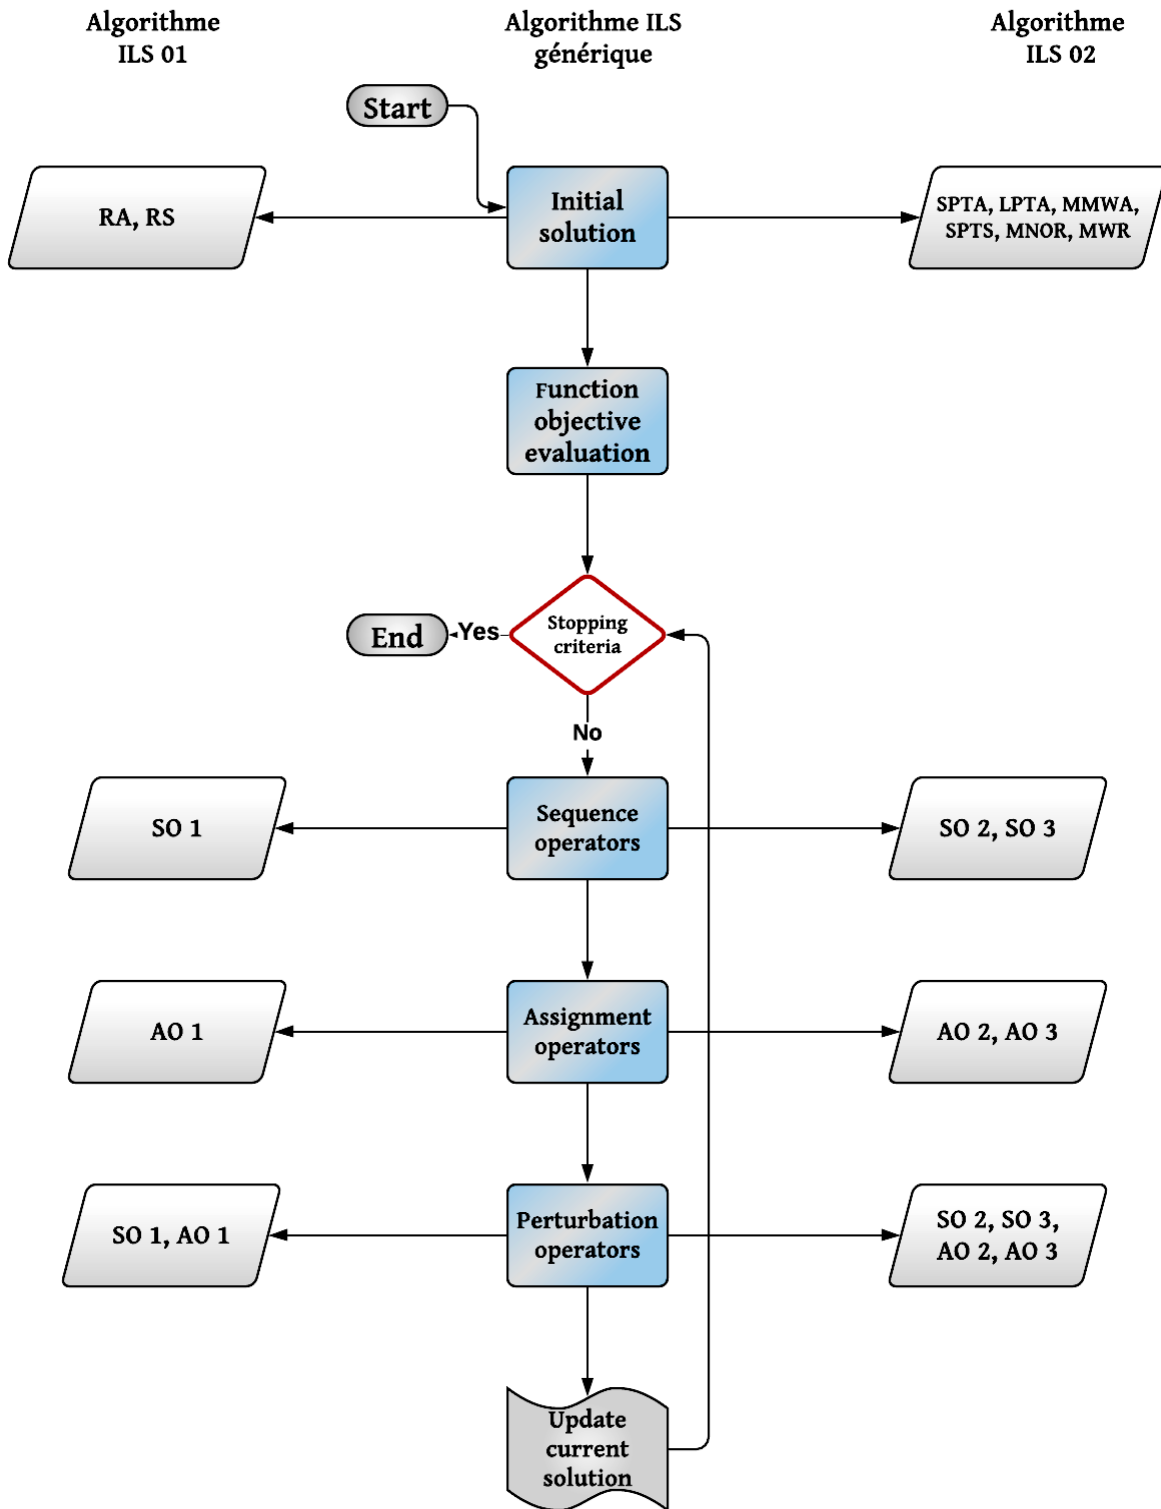 Algorithme
ILS 01
Algorithme ILS
générique
Algorithme
ILS 02
Start
RA, RS
Initial
solution
SPTA, LPTA, MMWA,
SPTS, MNOR, MWR
Function
objective
evaluation
End
Yes
Stopping
criteria
No
SO 1
Sequence
operators
SO 2, SO 3
AO 1
Assignment
operators
AO 2, AO 3
SO 1, AO 1
Perturbation
operators
SO 2, SO 3,
AO 2, AO 3
Update
current
solution